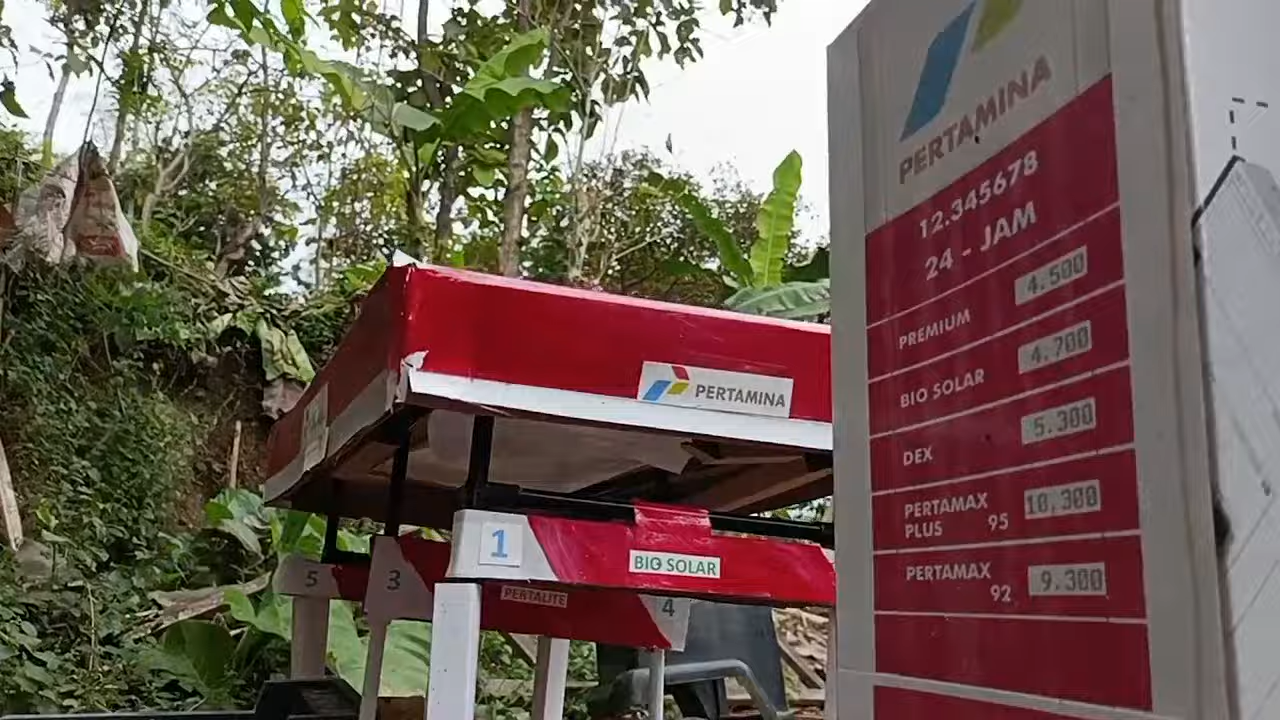 PERTAMINA
12.345678
24 - JAM
PREMIUM 4.500
BIO SOLAR 4.700
DEX 5.300
PERTAMAX PLUS 95 10,300
PERTAMAX 92 9.300
PERTAMINA
1 BIO SOLAR
5
3
PERTALITE
4